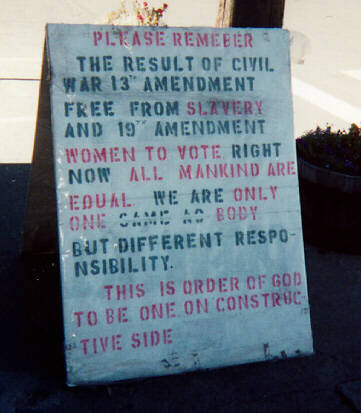 PLEASE REMEBER
THE RESULT OF CIVIL
WAR 13TH AMENDMENT
FREE FROM SLAVERY
AND 19TH AMENDMENT
WOMEN TO VOTE RIGHT
NOW ALL MANKIND ARE
EQUAL WE ARE ONLY
ONE SAME AS BODY
BUT DIFFERENT RESPO-
NSIBILITY.
THIS IS ORDER OF GOD
TO BE ONE ON CONSTRUC-
TIVE SIDE